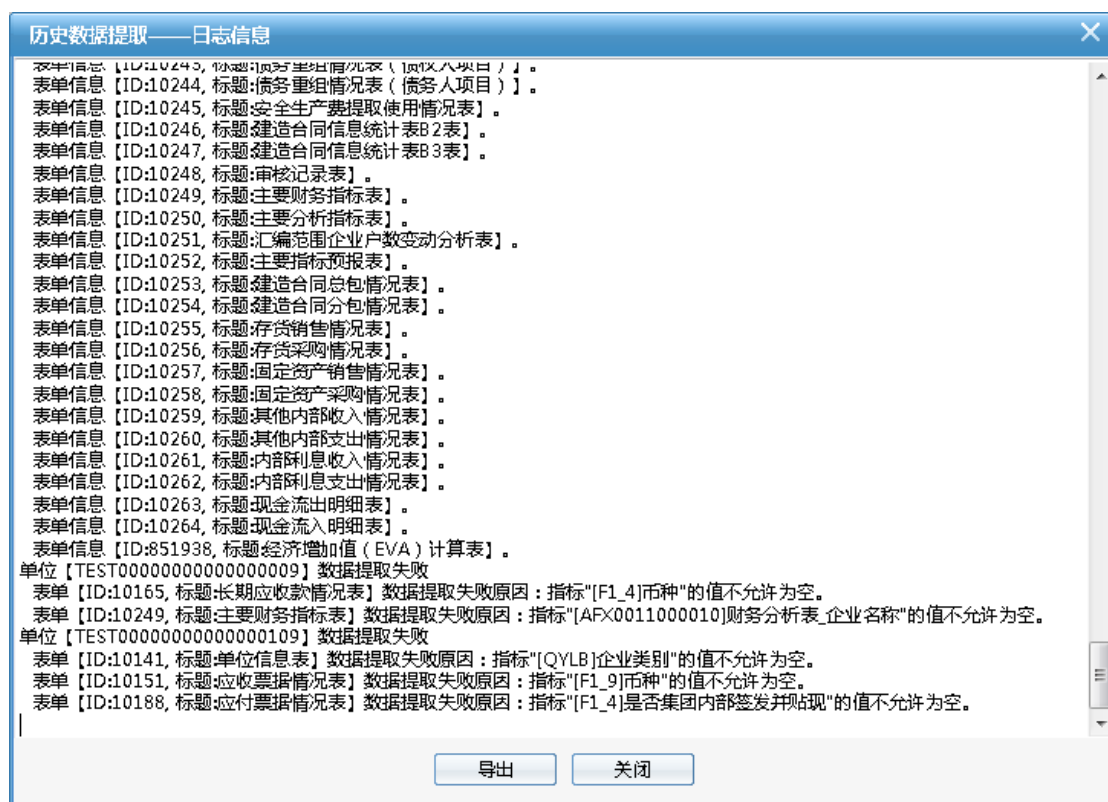 历史数据提取——日志信息
表单信息【ID:10243, 标题:债务重组情况表（债权人项目）】。
表单信息【ID:10244, 标题:债务重组情况表（债务人项目）】。
表单信息【ID:10245, 标题:安全生产费提取使用情况表】。
表单信息【ID:10246, 标题:建造合同信息统计表B2表】。
表单信息【ID:10247, 标题:建造合同信息统计表B3表】。
表单信息【ID:10248, 标题:审核记录表】。
表单信息【ID:10249, 标题:主要财务指标表】。
表单信息【ID:10250, 标题:主要分析指标表】。
表单信息【ID:10251, 标题:汇编范围企业户数变动分析表】。
表单信息【ID:10252, 标题:主要指标预报表】。
表单信息【ID:10253, 标题:建造合同总包情况表】。
表单信息【ID:10254, 标题:建造合同分包情况表】。
表单信息【ID:10255, 标题:存货销售情况表】。
表单信息【ID:10256, 标题:存货采购情况表】。
表单信息【ID:10257, 标题:固定资产销售情况表】。
表单信息【ID:10258, 标题:固定资产采购情况表】。
表单信息【ID:10259, 标题:其他内部收入情况表】。
表单信息【ID:10260, 标题:其他内部支出情况表】。
表单信息【ID:10261, 标题:内部利息收入情况表】。
表单信息【ID:10262, 标题:内部利息支出情况表】。
表单信息【ID:10263, 标题:现金流出明细表】。
表单信息【ID:10264, 标题:现金流入明细表】。
表单信息【ID:851938, 标题:经济增加值（EVA）计算表】。
单位【TEST00000000000000009】数据提取失败
表单【ID:10165, 标题:长期应收款情况表】数据提取失败原因：指标"[F1_4]币种"的值不允许为空。
表单【ID:10249, 标题:主要财务指标表】数据提取失败原因：指标"[AFX0011000010]财务分析表_企业名称"的值不允许为空。
单位【TEST00000000000000109】数据提取失败
表单【ID:10141, 标题:单位信息表】数据提取失败原因：指标"[QYLB]企业类别"的值不允许为空。
表单【ID:10151, 标题:应收票据情况表】数据提取失败原因：指标"[F1_9]币种"的值不允许为空。
表单【ID:10188, 标题:应付票据情况表】数据提取失败原因：指标"[F1_4]是否集团内部签发并贴现"的值不允许为空。
导出
关闭